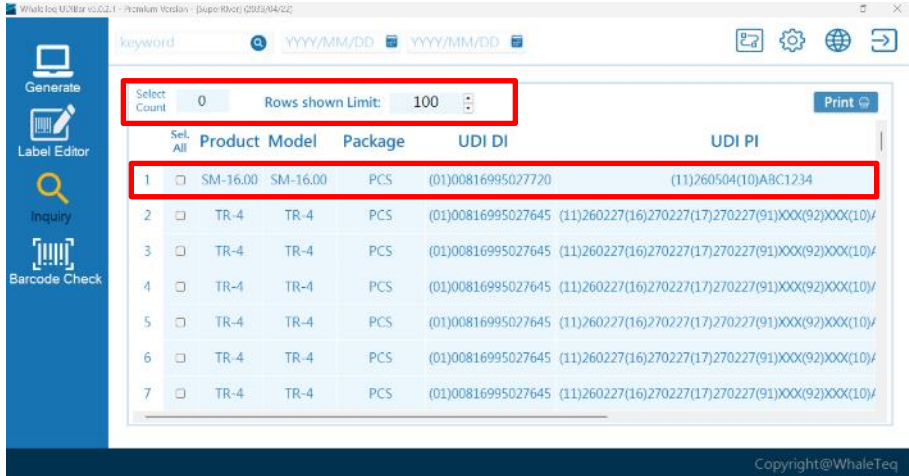 WhaleTeq UDIBar v3.0.2.1 - Premium Version - [SuperRiver] (2035/04/22)
keyword YYYY/MM/DD YYYY/MM/DD
Generate
Label Editor
Inquiry
Barcode Check
Select Count 0 Rows shown Limit: 100 Print
Sel. All Product Model Package UDI DI UDI PI
1 SM-16.00 SM-16.00 PCS (01)00816995027720 (11)260504(10)ABC1234
2 TR-4 TR-4 PCS (01)00816995027645 (11)260227(16)270227(17)270227(91)XXX(92)XXX(10)
3 TR-4 TR-4 PCS (01)00816995027645 (11)260227(16)270227(17)270227(91)XXX(92)XXX(10)
4 TR-4 TR-4 PCS (01)00816995027645 (11)260227(16)270227(17)270227(91)XXX(92)XXX(10)
5 TR-4 TR-4 PCS (01)00816995027645 (11)260227(16)270227(17)270227(91)XXX(92)XXX(10)
6 TR-4 TR-4 PCS (01)00816995027645 (11)260227(16)270227(17)270227(91)XXX(92)XXX(10)
7 TR-4 TR-4 PCS (01)00816995027645 (11)260227(16)270227(17)270227(91)XXX(92)XXX(10)
Copyright@WhaleTeq